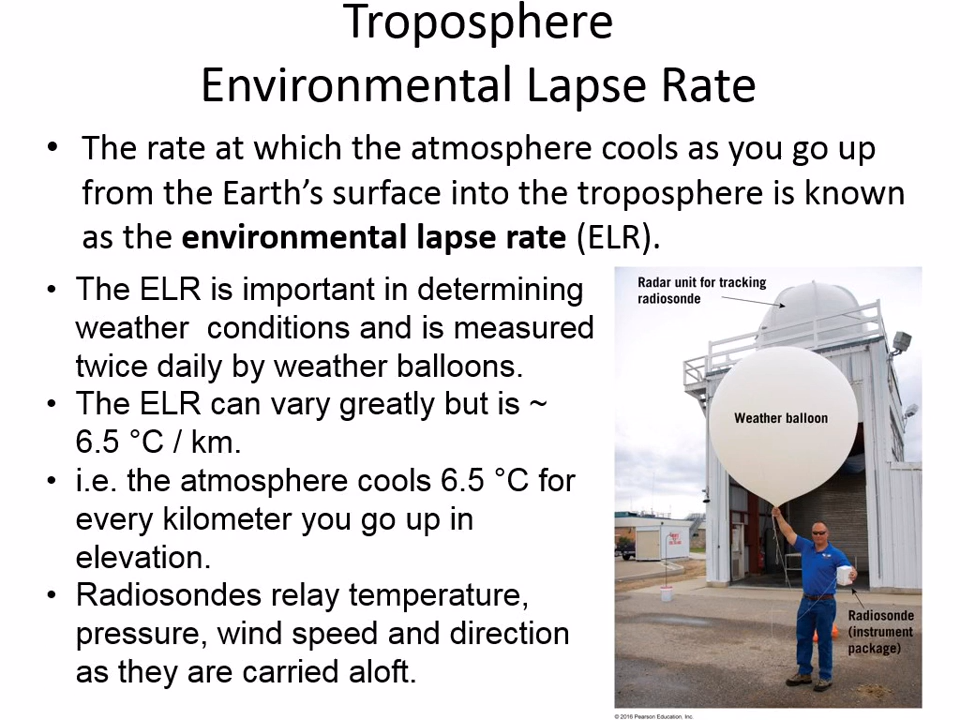 Troposphere
Environmental Lapse Rate
• The rate at which the atmosphere cools as you go up
from the Earth’s surface into the troposphere is known
as the environmental lapse rate (ELR).
• The ELR is important in determining
weather  conditions and is measured
twice daily by weather balloons.
• The ELR can vary greatly but is ~
6.5 °C / km.
• i.e. the atmosphere cools 6.5 °C for
every kilometer you go up in
elevation.
• Radiosondes relay temperature,
pressure, wind speed and direction
as they are carried aloft.
Radar unit for tracking
radiosonde
Weather balloon
Radiosonde
(instrument
package)
© 2016 Pearson Education, Inc.